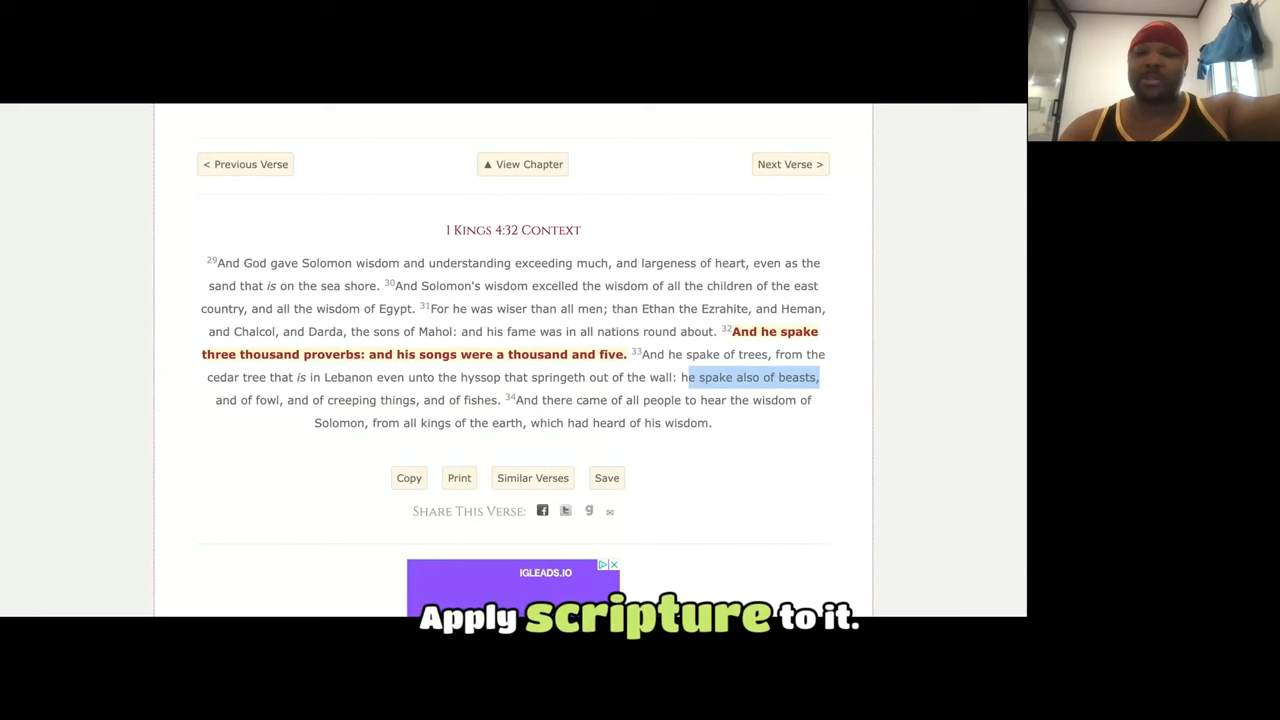 < Previous Verse
▲ View Chapter
Next Verse >
1 Kings 4:32 Context
29And God gave Solomon wisdom and understanding exceeding much, and largeness of heart, even as the
sand that is on the sea shore. 30And Solomon's wisdom excelled the wisdom of all the children of the east
country, and all the wisdom of Egypt. 31For he was wiser than all men; than Ethan the Ezrahite, and Heman,
and Chalcol, and Darda, the sons of Mahol: and his fame was in all nations round about. 32And he spake
three thousand proverbs: and his songs were a thousand and five. 33And he spake of trees, from the
cedar tree that is in Lebanon even unto the hyssop that springeth out of the wall: he spake also of beasts,
and of fowl, and of creeping things, and of fishes. 34And there came of all people to hear the wisdom of
Solomon, from all kings of the earth, which had heard of his wisdom.
Copy Print Similar Verses Save
Share This Verse:
IGLEADS.IO
Apply scripture to it.